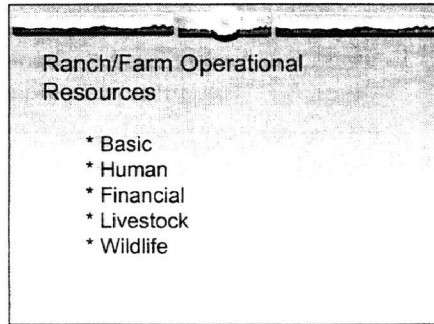 Ranch/Farm Operational
Resources
* Basic
* Human
* Financial
* Livestock
* Wildlife